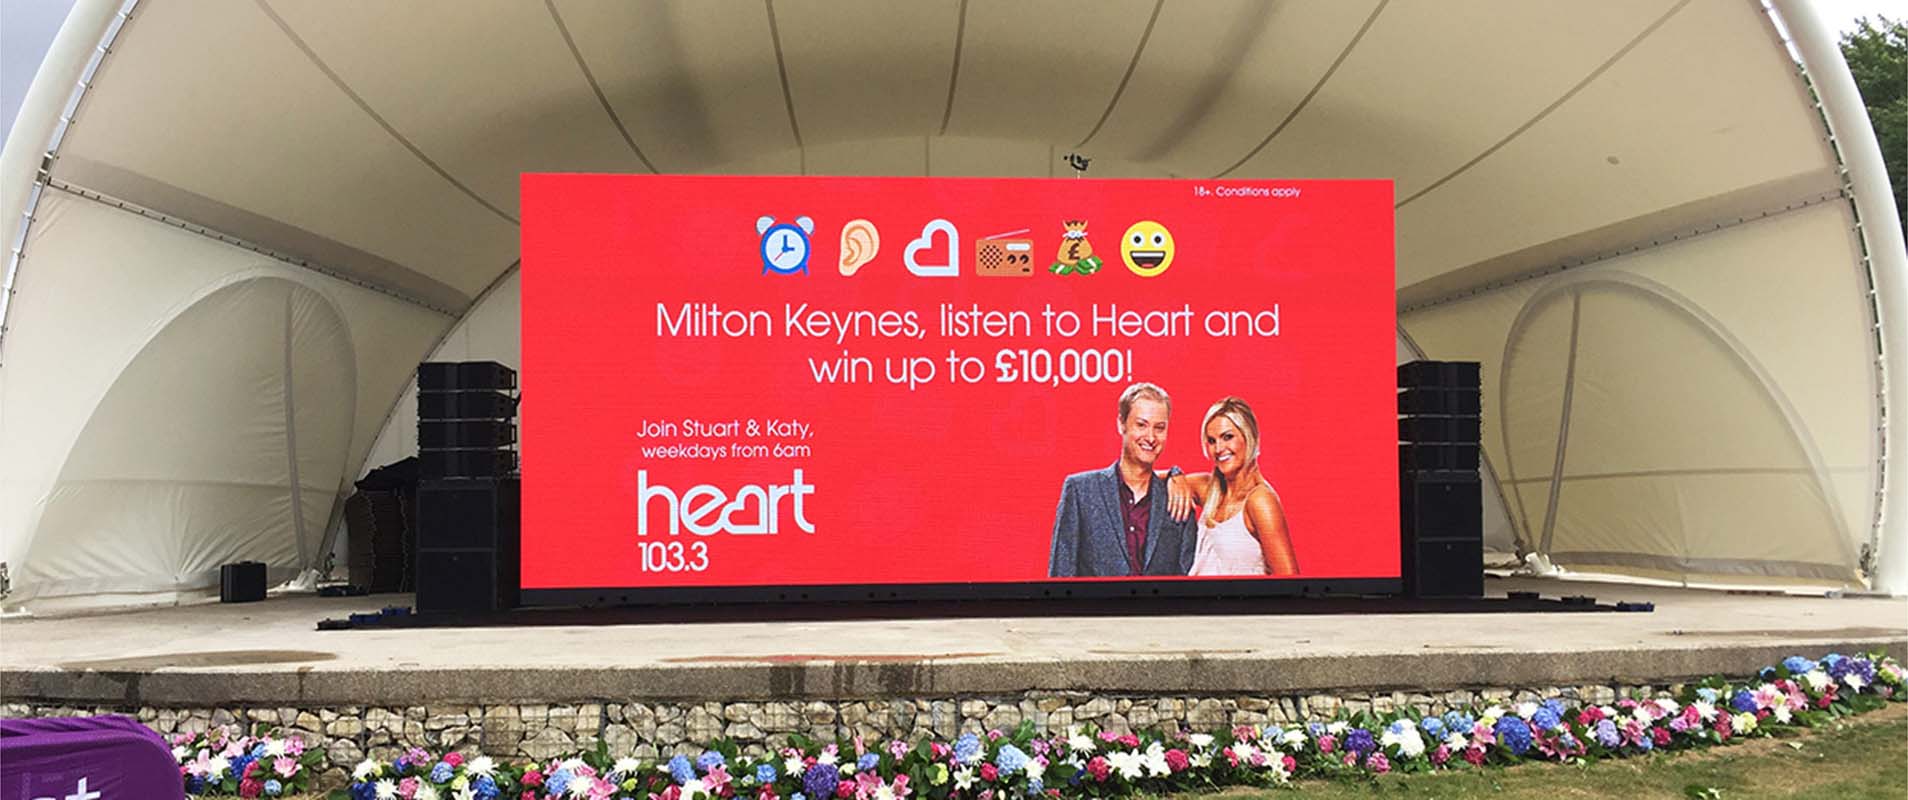 18+. Conditions apply
Milton Keynes, listen to Heart and
win up to £10,000!
Join Stuart & Katy,
weekdays from 6am
heart
103.3